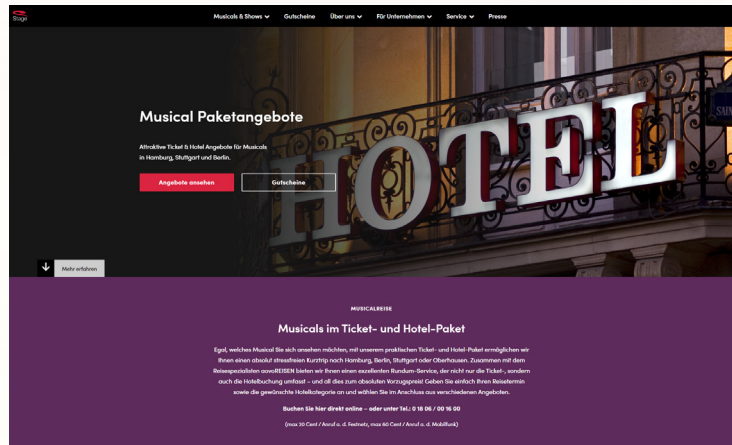 Stage
Musicals & Shows
Gutscheine
Über uns
Für Unternehmen
Service
Presse
HOTEL
Musical Paketangebote
Attraktive Ticket & Hotel Angebote für Musicals
in Hamburg, Stuttgart und Berlin.
Angebote ansehen
Gutscheine
Mehr erfahren
MUSICALREISE
Musicals im Ticket- und Hotel-Paket
Egal, welches Musical Sie sich ansehen möchten, mit unserem praktischen Ticket- und Hotel-Paket ermöglichen wir
Ihnen einen absolut stressfreien Kurztrip nach Hamburg, Berlin, Stuttgart oder Oberhausen. Zusammen mit dem
Reisespezialisten aovoREISEN bieten wir Ihnen einen exzellenten Rundum-Service, der nicht nur die Ticket-, sondern
auch die Hotelbuchung umfasst – und all dies zum absoluten Vorzugspreis! Geben Sie einfach Ihren Reisetermin
sowie die gewünschte Hotelkategorie an und wählen Sie im Anschluss aus verschiedenen Angeboten.
Buchen Sie hier direkt online – oder unter Tel.: 0 18 06 / 00 16 00
(max 20 Cent / Anruf a. d. Festnetz, max 60 Cent / Anruf a. d. Mobilfunk)